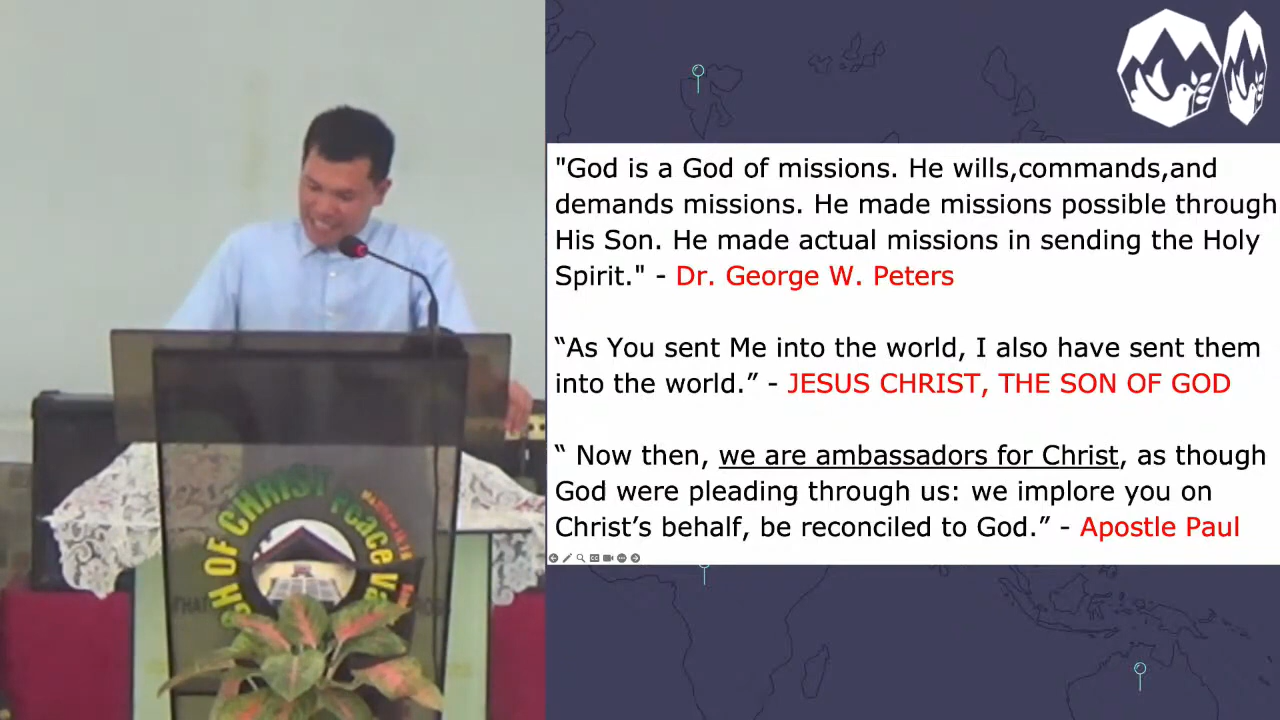 "God is a God of missions. He wills,commands,and
demands missions. He made missions possible through
His Son. He made actual missions in sending the Holy
Spirit." - Dr. George W. Peters
“As You sent Me into the world, I also have sent them
into the world.” - JESUS CHRIST, THE SON OF GOD
“ Now then, we are ambassadors for Christ, as though
God were pleading through us: we implore you on
Christ’s behalf, be reconciled to God.” - Apostle Paul
OF CHRIST
Peace